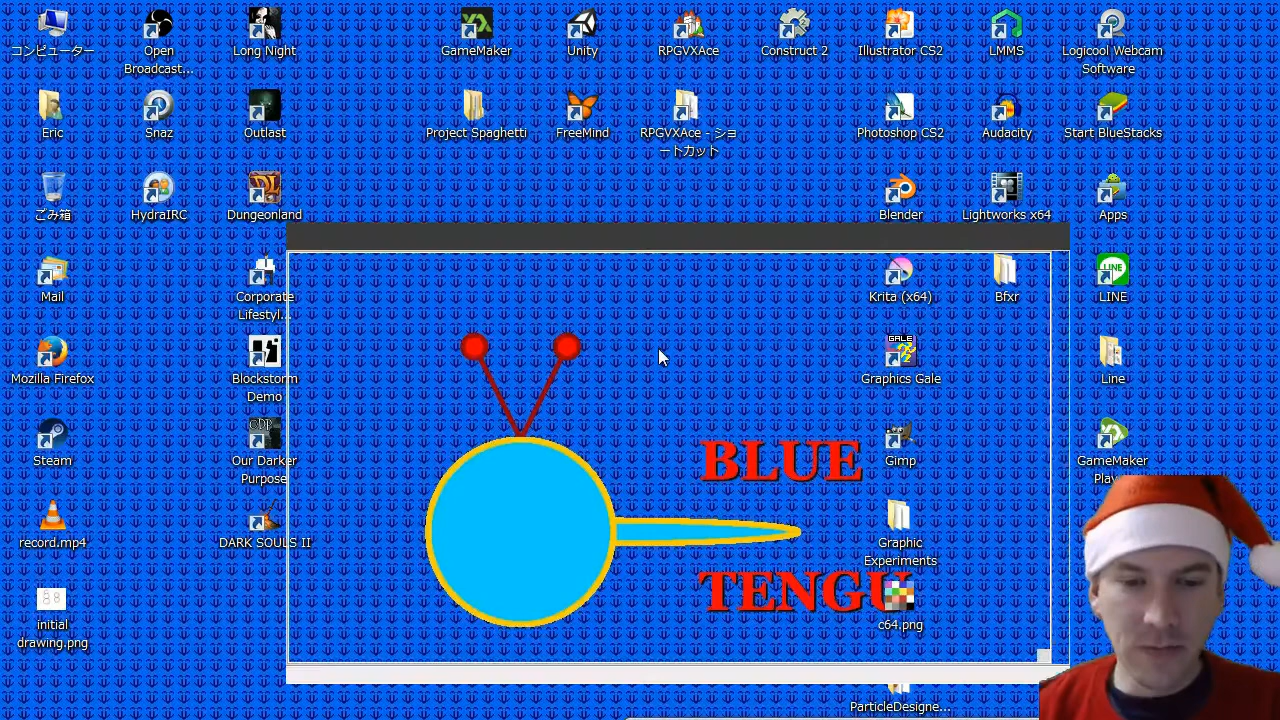 コンピューター
Open
Broadcast...
Long Night
GameMaker
Unity
RPGVXAce
Construct 2
Illustrator CS2
LMMS
Logicool Webcam
Software
Eric
Snaz
Outlast
Project Spaghetti
FreeMind
RPGVXAce - ショ
ートカット
Photoshop CS2
Audacity
Start BlueStacks
ごみ箱
HydraIRC
Dungeonland
Blender
Lightworks x64
Apps
Mail
Corporate
Lifestyl...
Krita (x64)
Bfxr
LINE
Mozilla Firefox
Blockstorm
Demo
GALE
Graphics Gale
Line
Steam
Our Darker
Purpose
BLUE
Gimp
GameMaker
Play...
record.mp4
DARK SOULS II
Graphic
Experiments
initial
drawing.png
TENGU
c64.png
ParticleDesigne...